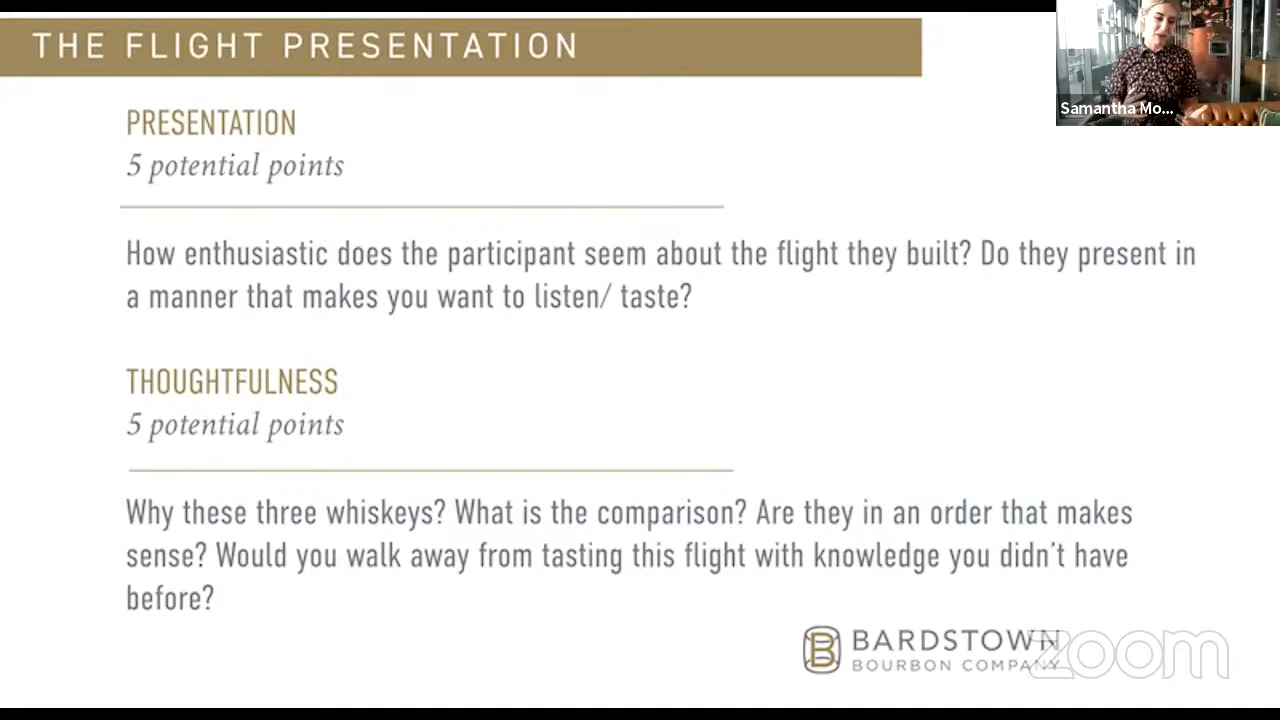 THE FLIGHT PRESENTATION
Samantha Mo...
PRESENTATION
5 potential points
How enthusiastic does the participant seem about the flight they built? Do they present in
a manner that makes you want to listen/ taste?
THOUGHTFULNESS
5 potential points
Why these three whiskeys? What is the comparison? Are they in an order that makes
sense? Would you walk away from tasting this flight with knowledge you didn't have
before?
B
BARDSTOWN
BOURBON COMPANY
zoom